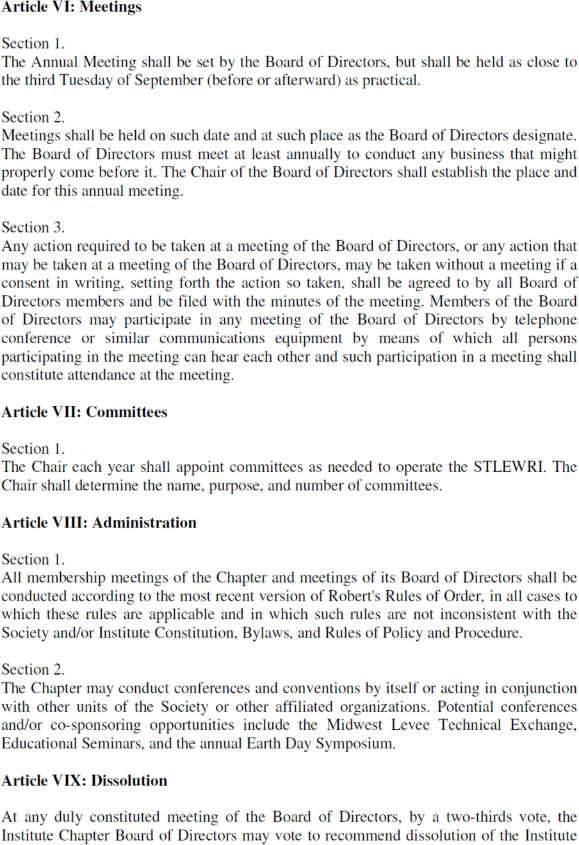 Article VI: Meetings
Section 1.
The Annual Meeting shall be set by the Board of Directors, but shall be held as close to
the third Tuesday of September (before or afterward) as practical.
Section 2.
Meetings shall be held on such date and at such place as the Board of Directors designate.
The Board of Directors must meet at least annually to conduct any business that might
properly come before it. The Chair of the Board of Directors shall establish the place and
date for this annual meeting.
Section 3.
Any action required to be taken at a meeting of the Board of Directors, or any action that
may be taken at a meeting of the Board of Directors, may be taken without a meeting if a
consent in writing, setting forth the action so taken, shall be agreed to by all Board of
Directors members and be filed with the minutes of the meeting. Members of the Board
of Directors may participate in any meeting of the Board of Directors by telephone
conference or similar communications equipment by means of which all persons
participating in the meeting can hear each other and such participation in a meeting shall
constitute attendance at the meeting.
Article VII: Committees
Section 1.
The Chair each year shall appoint committees as needed to operate the STLEWRI. The
Chair shall determine the name, purpose, and number of committees.
Article VIII: Administration
Section 1.
All membership meetings of the Chapter and meetings of its Board of Directors shall be
conducted according to the most recent version of Robert's Rules of Order, in all cases to
which these rules are applicable and in which such rules are not inconsistent with the
Society and/or Institute Constitution, Bylaws, and Rules of Policy and Procedure.
Section 2.
The Chapter may conduct conferences and conventions by itself or acting in conjunction
with other units of the Society or other affiliated organizations. Potential conferences
and/or co-sponsoring opportunities include the Midwest Levee Technical Exchange,
Educational Seminars, and the annual Earth Day Symposium.
Article VIX: Dissolution
At any duly constituted meeting of the Board of Directors, by a two-thirds vote, the
Institute Chapter Board of Directors may vote to recommend dissolution of the Institute